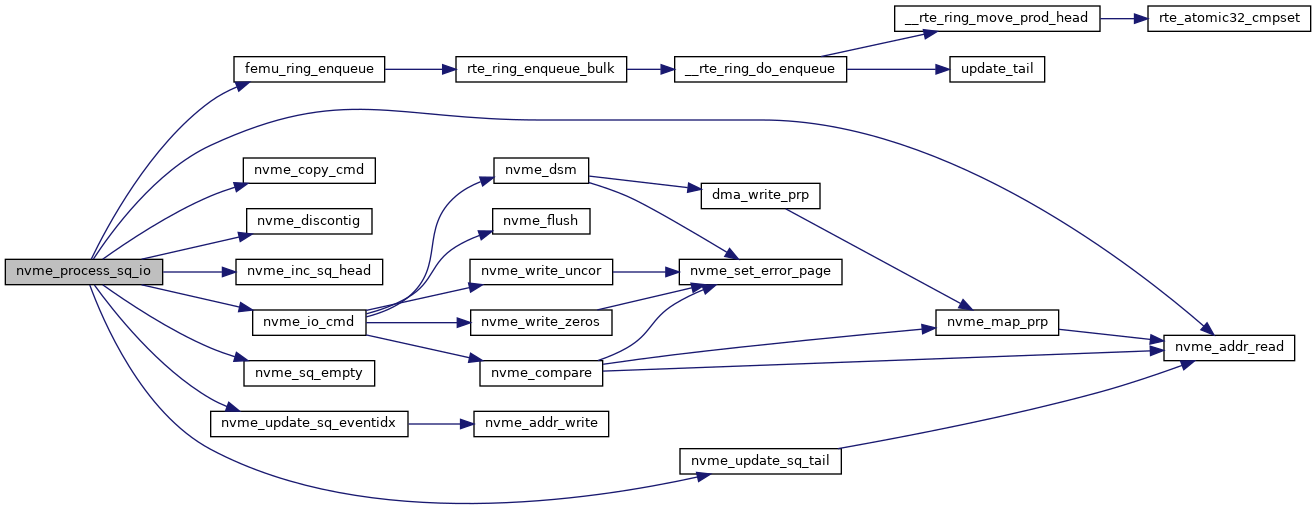 __rte_ring_move_prod_head
rte_atomic32_cmpset
femu_ring_enqueue
rte_ring_enqueue_bulk
__rte_ring_do_enqueue
update_tail
nvme_copy_cmd
nvme_dsm
dma_write_prp
nvme_discontig
nvme_flush
nvme_process_sq_io
nvme_inc_sq_head
nvme_write_uncor
nvme_set_error_page
nvme_io_cmd
nvme_write_zeros
nvme_map_prp
nvme_addr_read
nvme_sq_empty
nvme_compare
nvme_update_sq_eventidx
nvme_addr_write
nvme_update_sq_tail